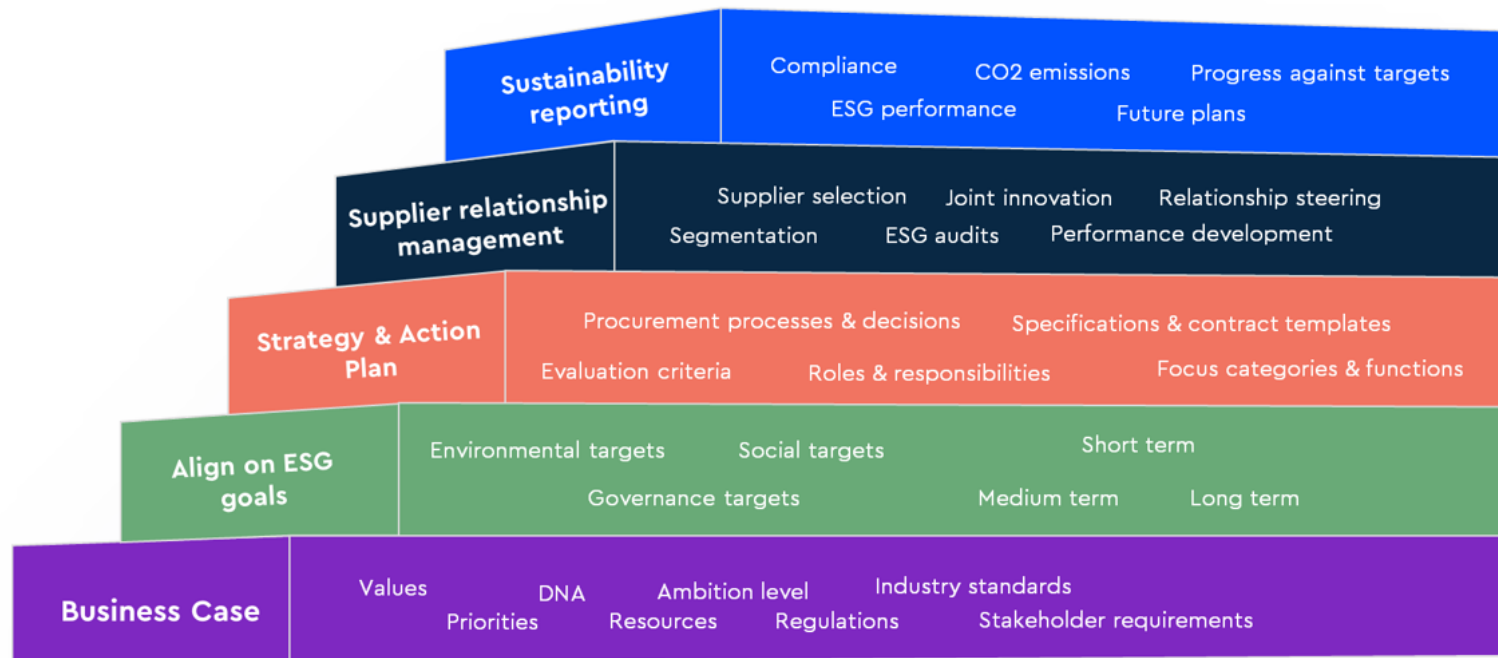 Sustainability
reporting
Compliance
CO2 emissions
Progress against targets
ESG performance
Future plans
Supplier relationship
management
Supplier selection
Joint innovation
Relationship steering
Segmentation
ESG audits
Performance development
Strategy & Action
Plan
Procurement processes & decisions
Specifications & contract templates
Evaluation criteria
Roles & responsibilities
Focus categories & functions
Align on ESG
goals
Environmental targets
Social targets
Short term
Governance targets
Medium term
Long term
Business Case
Values
DNA
Ambition level
Industry standards
Priorities
Resources
Regulations
Stakeholder requirements